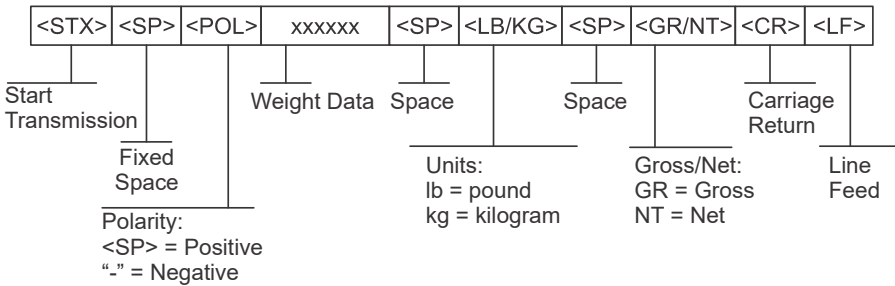 <STX> <SP> <POL> xxxxxx <SP> <LB/KG> <SP> <GR/NT> <CR> <LF>
Start
Transmission
Fixed
Space
Polarity:
<SP> = Positive
“-” = Negative
Weight Data
Space
Units:
lb = pound
kg = kilogram
Space
Gross/Net:
GR = Gross
NT = Net
Carriage
Return
Line
Feed